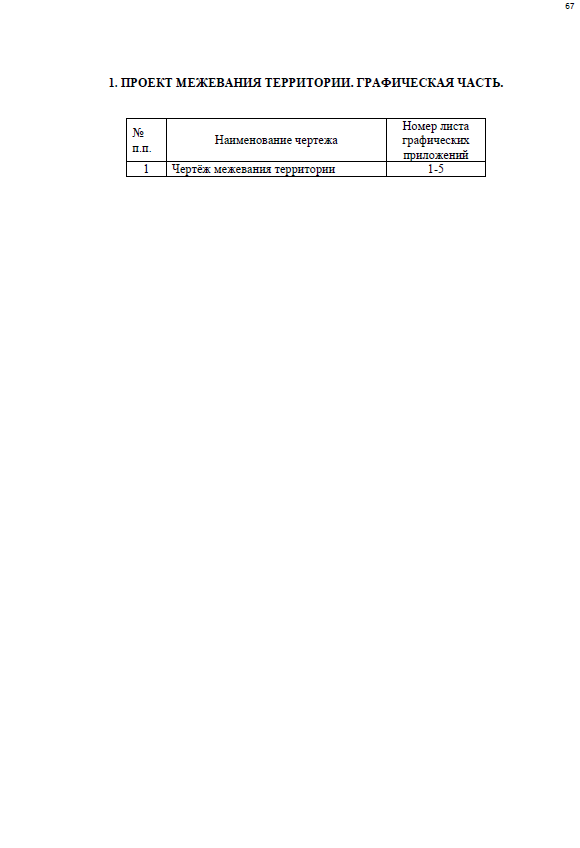 67
1. ПРОЕКТ МЕЖЕВАНИЯ ТЕРРИТОРИИ. ГРАФИЧЕСКАЯ ЧАСТЬ.
№
п.п.
Наименование чертежа
Номер листа
графических
приложений
1
Чертёж межевания территории
1-5